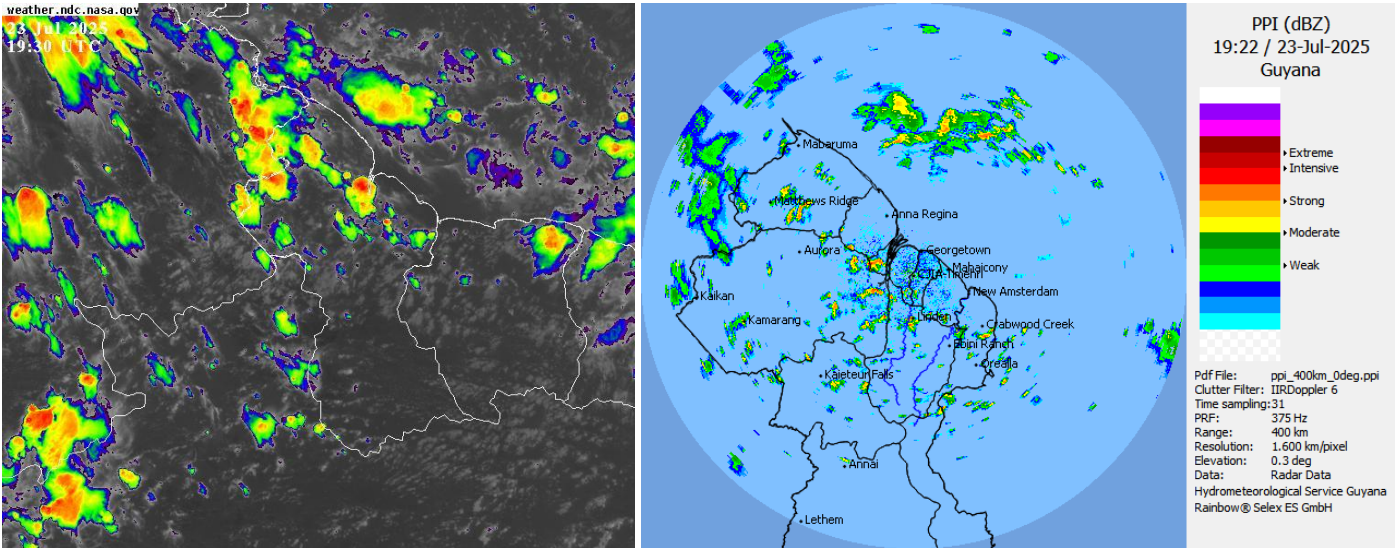 weather.ndc.nasa.gov
23 Jul 2025
19:30 UTC
Mabaruma
Matthews Ridge
Anna Regina
Aurora
Georgetown
Mahaicony
CJIA-Timehri
Kaikan
New Amsterdam
Kamarang
Linden
Crabwood Creek
Ebini Ranch
Orealla
Kaieteur Falls
Annai
Lethem
PPI (dBZ)
19:22 / 23-Jul-2025
Guyana
Extreme
Intensive
Strong
Moderate
Weak
Pdf File: ppi_400km_0deg.ppi
Clutter Filter: IIRDoppler 6
Time sampling:31
PRF: 375 Hz
Range: 400 km
Resolution: 1.600 km/pixel
Elevation: 0.3 deg
Data: Radar Data
Hydrometeorological Service Guyana
Rainbow® Selex ES GmbH